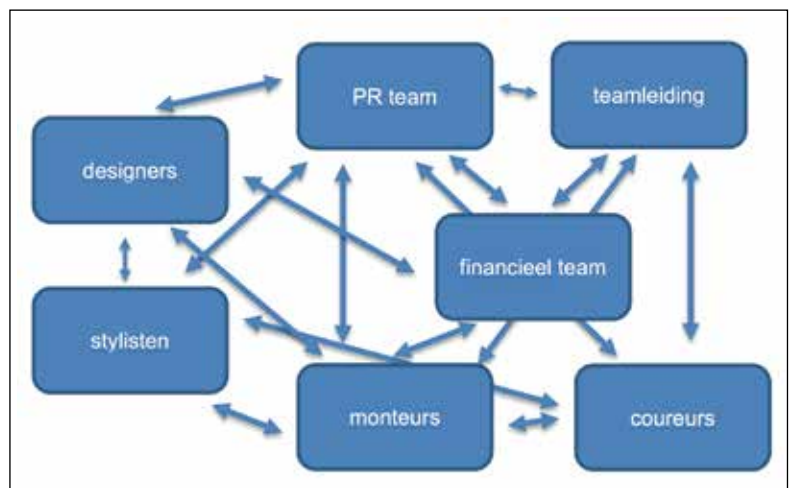 PR team
teamleiding
designers
financieel team
stylisten
monteurs
coureurs